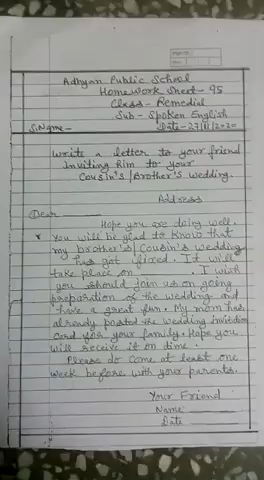 Adhyan Public School
Homework Sheet - 95
Class - Remedial
Sub - Spoken English
S.Name - Date - 27/11/2020
Write a letter to your friend
Inviting him to your
Cousin's/Brother's wedding.
Address
Dear
Hope you are doing well.
You will be glad to know that
my brother's/Cousin's wedding
has got fixed. It will
take place on ________. I wish
you should join us on going
preparation of the wedding and
have a great fun. My mom has
already posted the wedding invitation
card for your family. Hope you
will receive it on time.
Please do come at least one
week before with your parents.
Your Friend
Name
Date